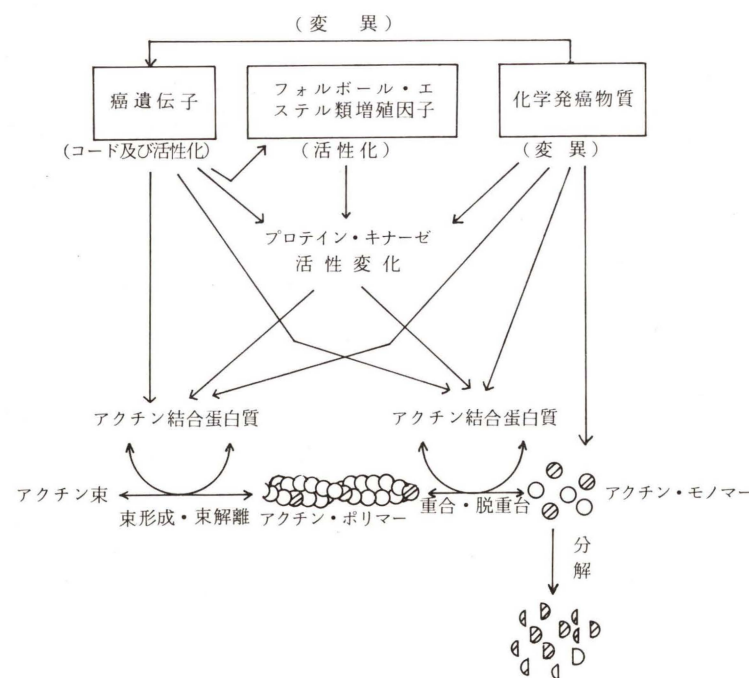 (変 異)
癌遺伝子
フォルボール・エ
ステル類増殖因子
化学発癌物質
(コード及び活性化)
(活性化)
(変 異)
プロテイン・キナーゼ
活性変化
アクチン結合蛋白質
アクチン結合蛋白質
アクチン束
束形成・束解離
アクチン・ポリマー
重合・脱重台
アクチン・モノマー
分
解